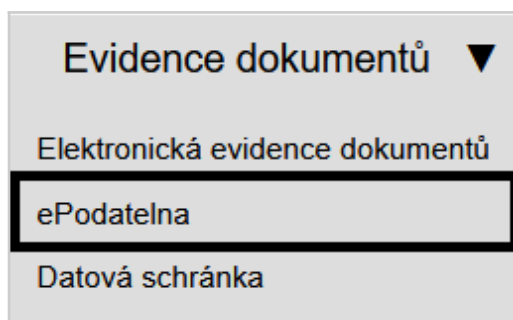 Evidence dokumentů ▼
Elektronická evidence dokumentů
ePodatelna
Datová schránka